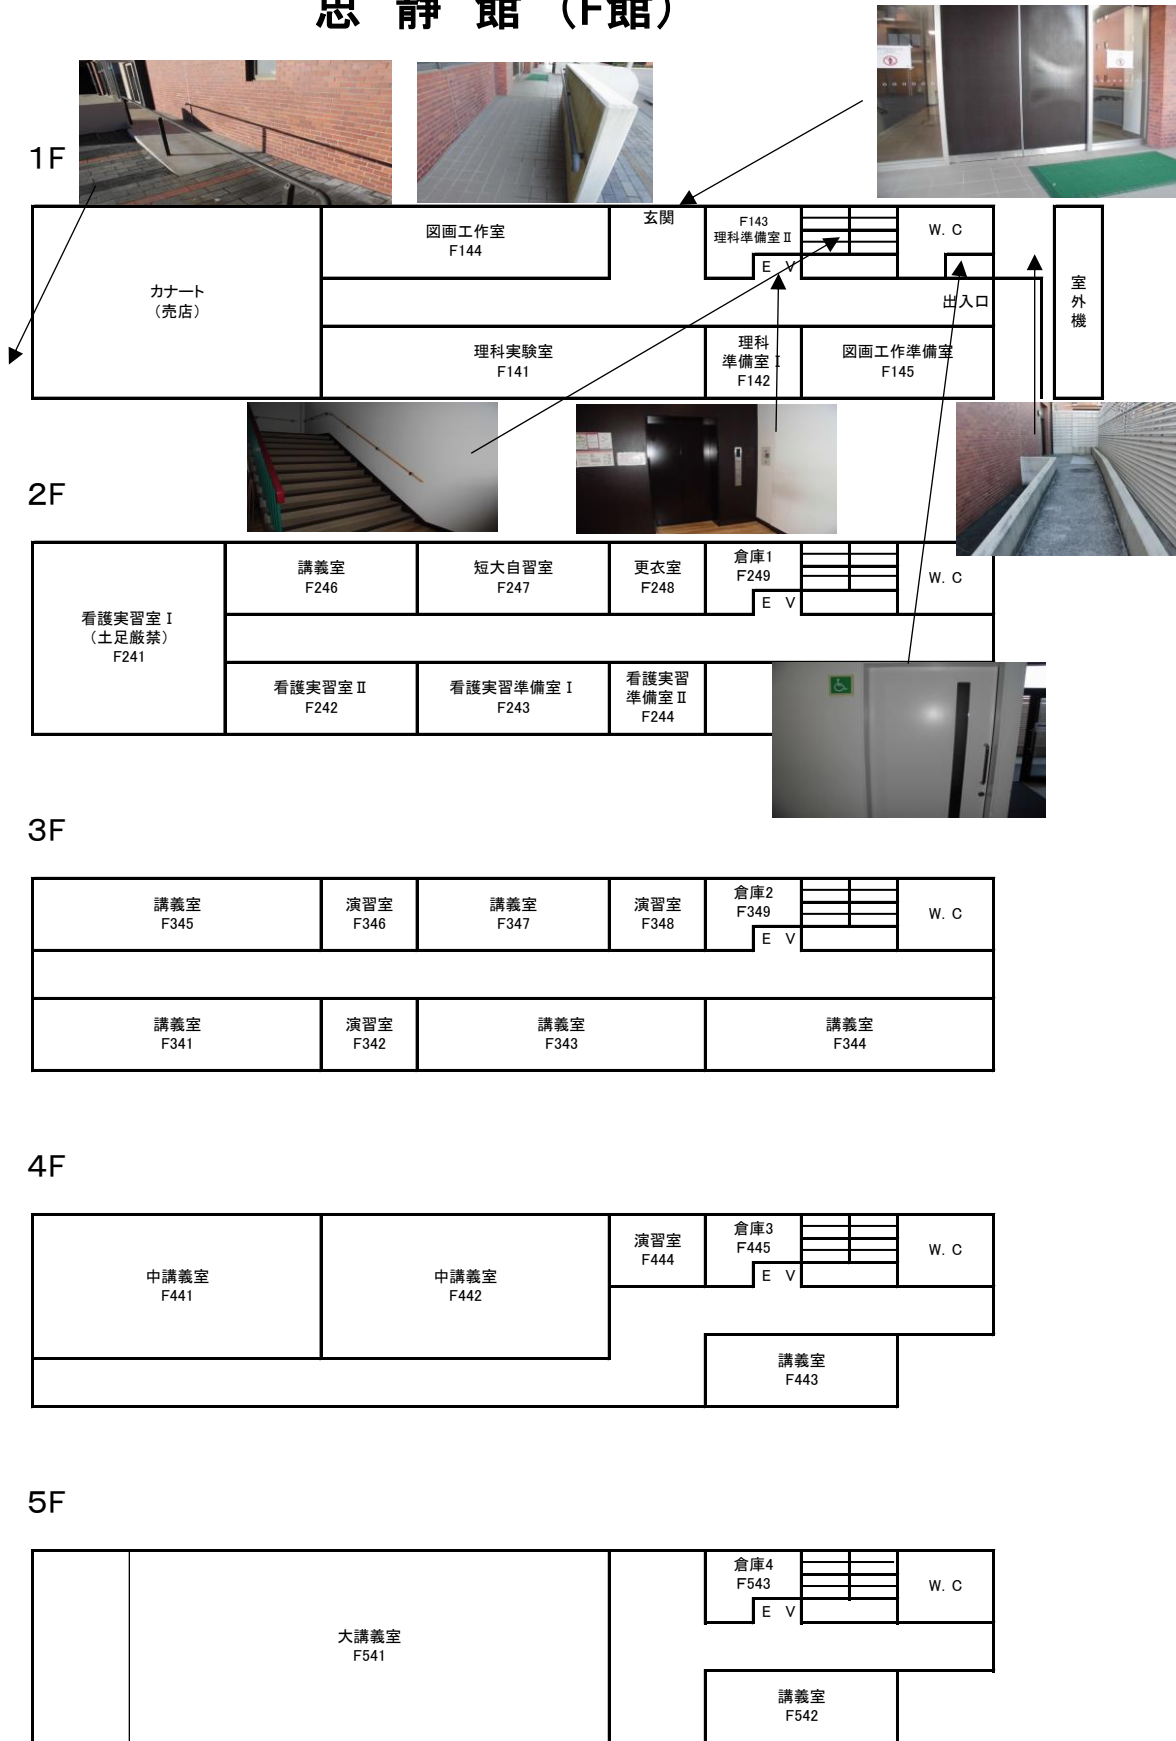 思 静 館 （F館）
1F
玄関
図画工作室
F144
F143
理科準備室Ⅱ
W．C
E V
カナート
（売店）
出入口
室外機
理科実験室
F141
理科
準備室Ⅰ
F142
図画工作準備室
F145
2F
講義室
F246
短大自習室
F247
更衣室
F248
倉庫1
F249
W．C
E V
看護実習室Ⅰ
（土足厳禁）
F241
看護実習室Ⅱ
F242
看護実習準備室Ⅰ
F243
看護実習
準備室Ⅱ
F244
3F
講義室
F345
演習室
F346
講義室
F347
演習室
F348
倉庫2
F349
W．C
E V
講義室
F341
演習室
F342
講義室
F343
講義室
F344
4F
中講義室
F441
中講義室
F442
演習室
F444
倉庫3
F445
W．C
E V
講義室
F443
5F
倉庫4
F543
W．C
E V
大講義室
F541
講義室
F542